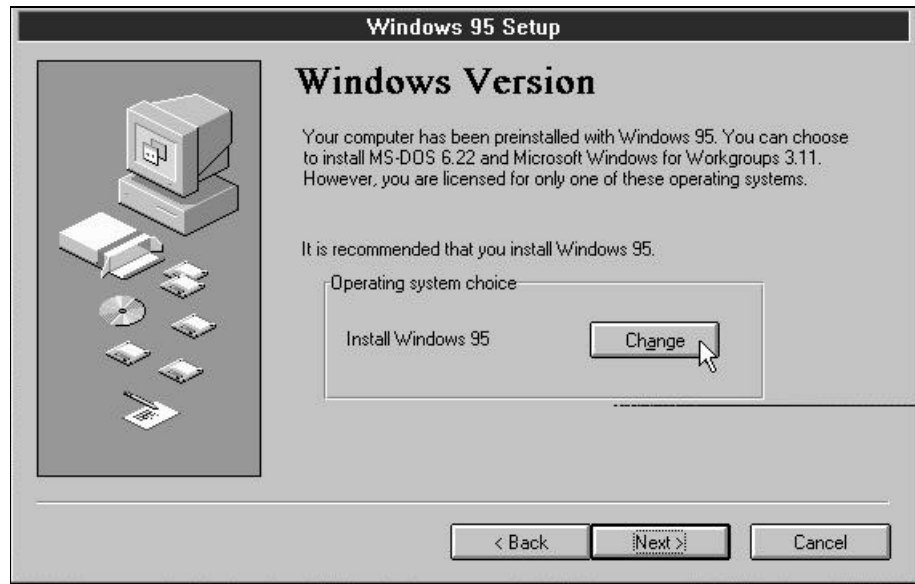 Windows 95 Setup
Windows Version
Your computer has been preinstalled with Windows 95. You can choose
to install MS-DOS 6.22 and Microsoft Windows for Workgroups 3.11.
However, you are licensed for only one of these operating systems.
It is recommended that you install Windows 95.
Operating system choice
Install Windows 95
Change
< Back
Next >
Cancel